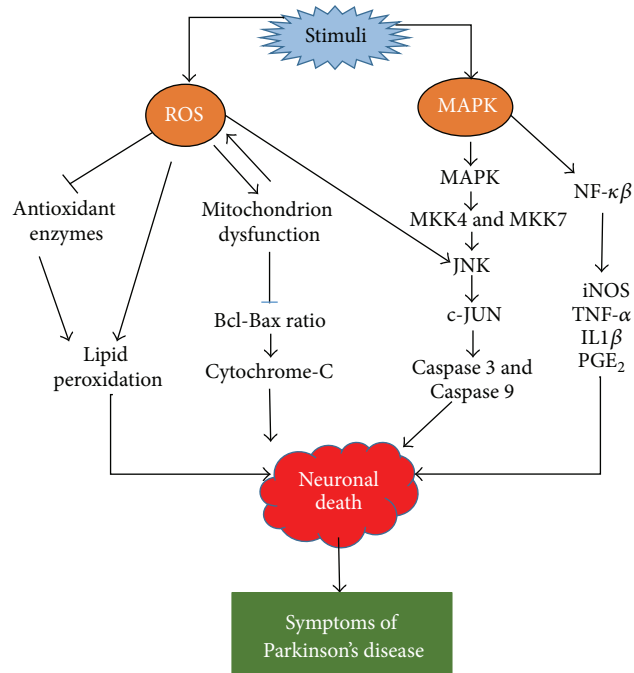 Stimuli
ROS
MAPK
Antioxidant
enzymes
Mitochondrion
dysfunction
MAPK
MKK4 and MKK7
JNK
c-JUN
Caspase 3 and
Caspase 9
NF-κβ
iNOS
TNF-α
IL1β
PGE₂
Bcl-Bax ratio
Cytochrome-C
Lipid
peroxidation
Neuronal
death
Symptoms of
Parkinson's disease